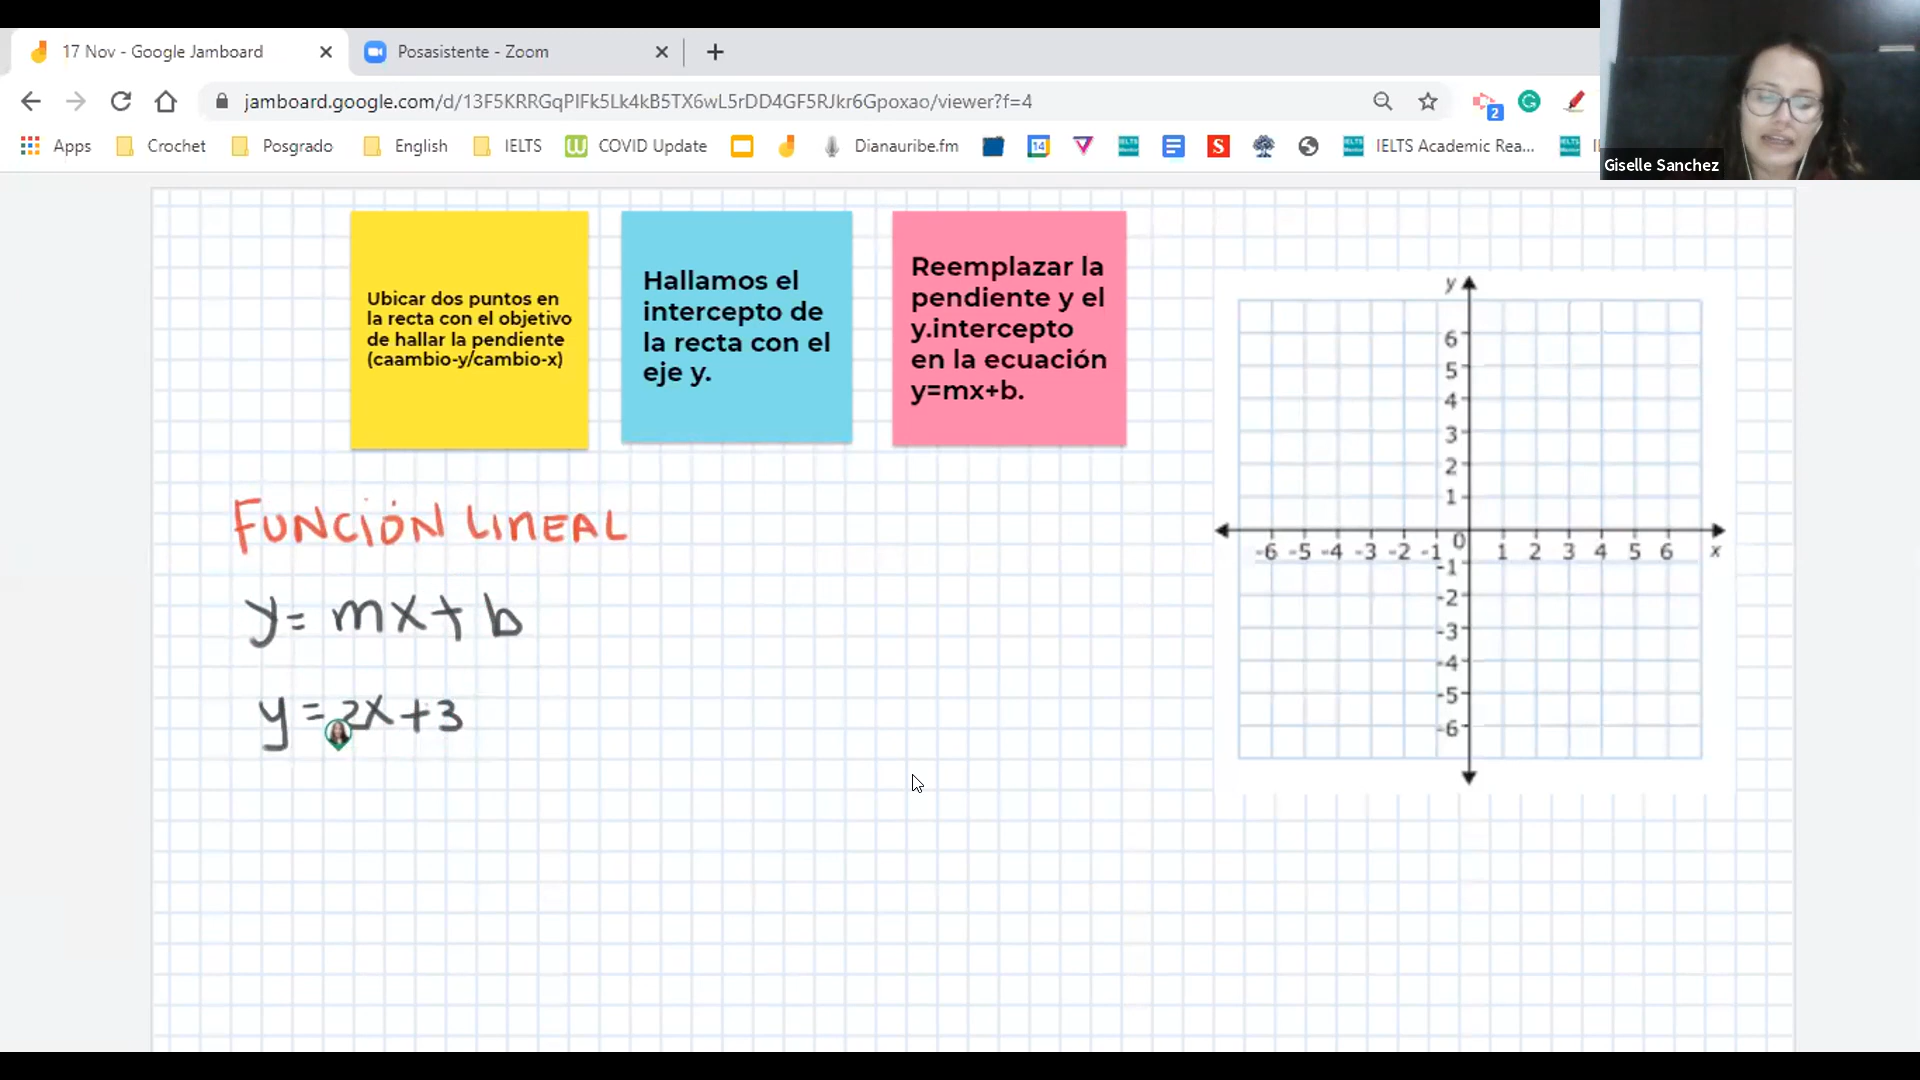 17 Nov - Google Jamboard
Posasistente - Zoom
jamboard.google.com/d/13F5KRRGqPlFk5Lk4kB5TX6wL5rDD4GF5RJkr6Gpoxao/viewer?f=4
2
Apps
Crochet
Posgrado
English
IELTS
COVID Update
Dianauribe.fm
14
IELTS Academic Rea...
Giselle Sanchez
Ubicar dos puntos en
la recta con el objetivo
de hallar la pendiente
(caambio-y/cambio-x)
Hallamos el
intercepto de
la recta con el
eje y.
Reemplazar la
pendiente y el
y.intercepto
en la ecuación
y=mx+b.
FUNCIÓN LINEAL
y = mx + b
y = 2x + 3
y
6
5
4
3
2
1
0
-6 -5 -4 -3 -2 -1 1 2 3 4 5 6 x
-1
-2
-3
-4
-5
-6